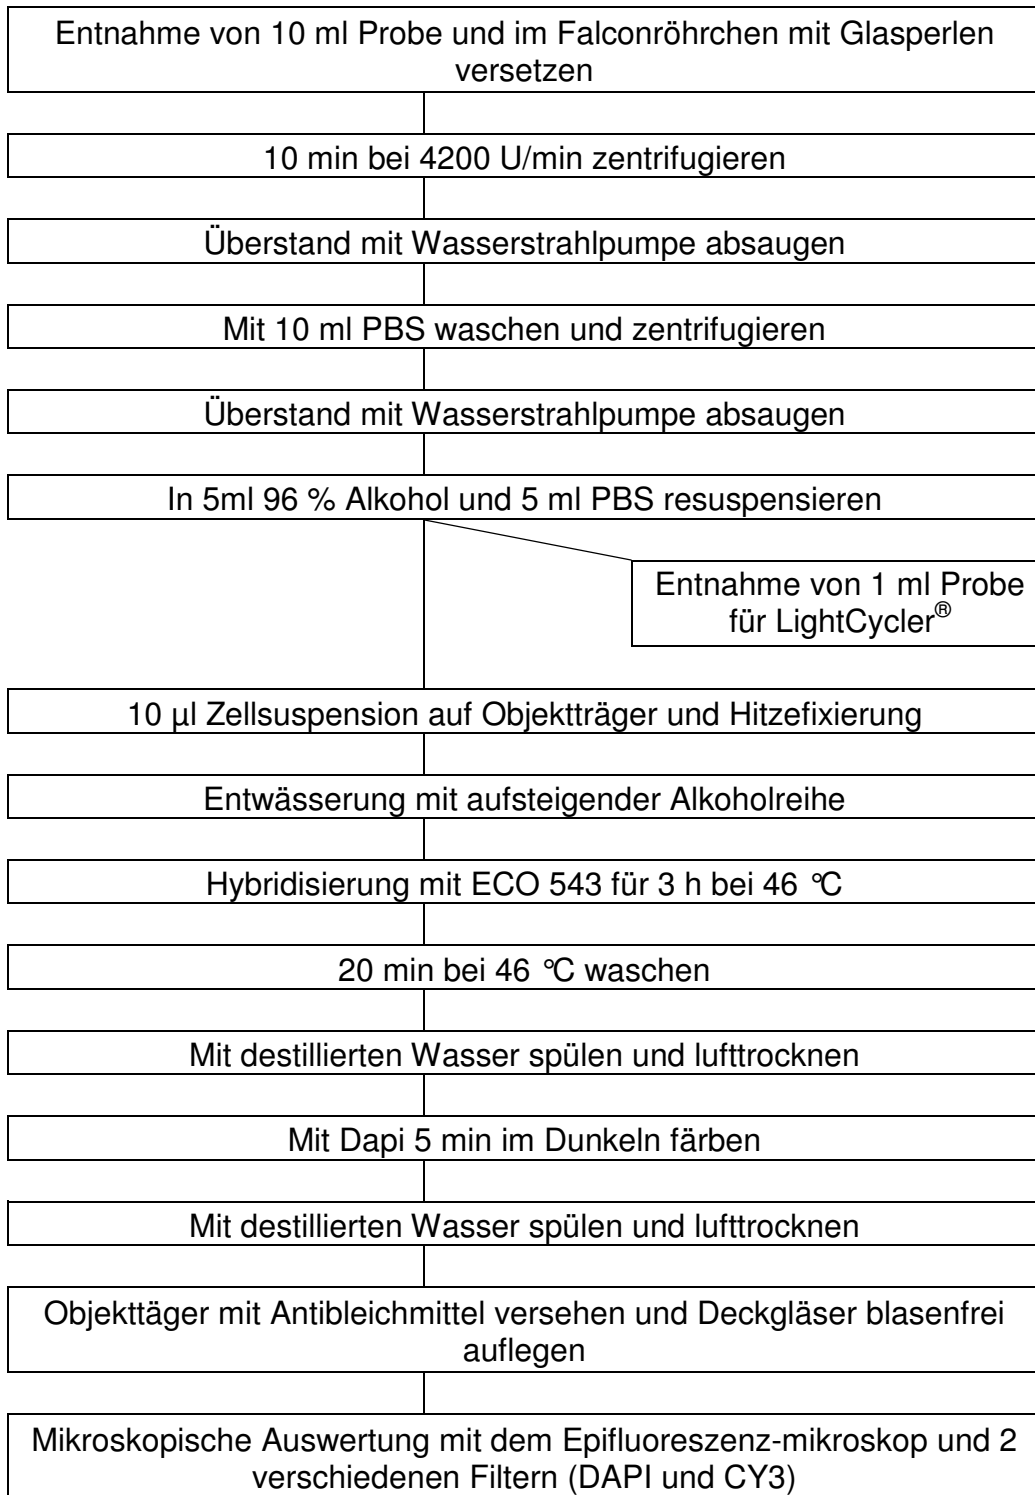 Entnahme von 10 ml Probe und im Falconröhrchen mit Glasperlen
versetzen
10 min bei 4200 U/min zentrifugieren
Überstand mit Wasserstrahlpumpe absaugen
Mit 10 ml PBS waschen und zentrifugieren
Überstand mit Wasserstrahlpumpe absaugen
In 5ml 96 % Alkohol und 5 ml PBS resuspensieren
Entnahme von 1 ml Probe
für LightCycler®
10 µl Zellsuspension auf Objektträger und Hitzefixierung
Entwässerung mit aufsteigender Alkoholreihe
Hybridisierung mit ECO 543 für 3 h bei 46 °C
20 min bei 46 °C waschen
Mit destillierten Wasser spülen und lufttrocknen
Mit Dapi 5 min im Dunkeln färben
Mit destillierten Wasser spülen und lufttrocknen
Objekttäger mit Antibleichmittel versehen und Deckgläser blasenfrei
auflegen
Mikroskopische Auswertung mit dem Epifluoreszenz-mikroskop und 2
verschiedenen Filtern (DAPI und CY3)